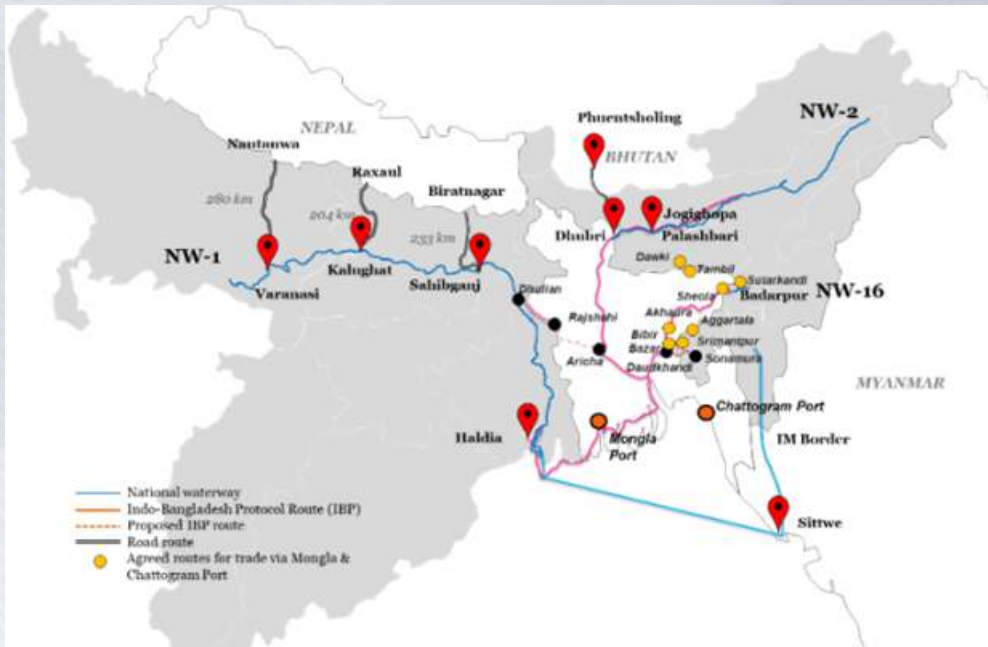 NEPAL
Nautanwa
Raxaul
Biratnagar
280 km
204 km
233 km
NW-1
Varanasi
Kalughat
Sahibganj
Phuentsholing
BHUTAN
NW-2
Dhubri
Jogighopa
Palashbari
Dawki
Tambil
Sutarkandi
Sheola
Badarpur
NW-16
Dhulian
Rajshahi
Aricha
Akhaura
Aggartala
Bibir
Bazar
Srimantpur
Daudkhandi
Sonamura
MYANMAR
Haldia
Mongla
Port
Chattogram Port
IM Border
Sittwe
National waterway
Indo-Bangladesh Protocol Route (IBP)
Proposed IBP route
Road route
Agreed routes for trade via Mongla &
Chattogram Port